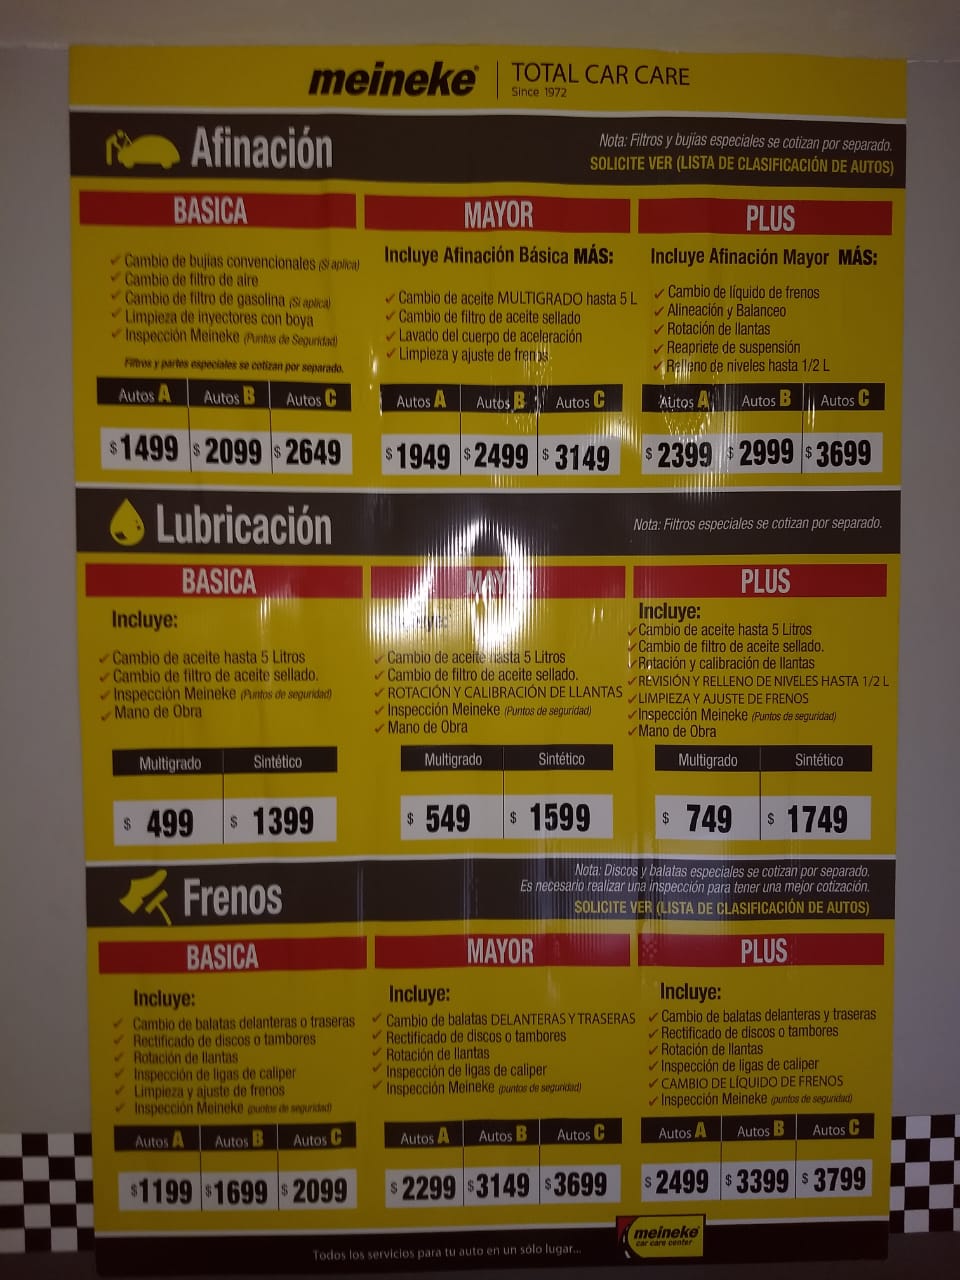 meineke® TOTAL CAR CARE
Since 1972
Afinación
Nota: Filtros y bujías especiales se cotizan por separado.
SOLICITE VER (LISTA DE CLASIFICACIÓN DE AUTOS)
BASICA
✓ Cambio de bujías convencionales (Si aplica)
✓ Cambio de filtro de aire
✓ Cambio de filtro de gasolina (Si aplica)
✓ Limpieza de inyectores con boya
✓ Inspección Meineke (Puntos de Seguridad)
Filtros y partes especiales se cotizan por separado.
Autos A Autos B Autos C
$1499 $2099 $2649
MAYOR
Incluye Afinación Básica MÁS:
✓ Cambio de aceite MULTIGRADO hasta 5 L
✓ Cambio de filtro de aceite sellado
✓ Lavado del cuerpo de aceleración
✓ Limpieza y ajuste de frenos
Autos A Autos B Autos C
$1949 $2499 $3149
PLUS
Incluye Afinación Mayor MÁS:
✓ Cambio de líquido de frenos
✓ Alineación y Balanceo
✓ Rotación de llantas
✓ Reapriete de suspensión
✓ Relleno de niveles hasta 1/2 L
Autos A Autos B Autos C
$2399 $2999 $3699
Lubricación
Nota: Filtros especiales se cotizan por separado.
BASICA
Incluye:
✓ Cambio de aceite hasta 5 Litros
✓ Cambio de filtro de aceite sellado.
✓ Inspección Meineke (Puntos de seguridad)
✓ Mano de Obra
Multigrado Sintético
$ 499 $ 1399
MAYOR
✓ Cambio de aceite hasta 5 Litros
✓ Cambio de filtro de aceite sellado.
✓ ROTACIÓN Y CALIBRACIÓN DE LLANTAS
✓ Inspección Meineke (Puntos de seguridad)
✓ Mano de Obra
Multigrado Sintético
$ 549 $ 1599
PLUS
Incluye:
✓ Cambio de aceite hasta 5 Litros
✓ Cambio de filtro de aceite sellado.
✓ Rotación y calibración de llantas
✓ REVISIÓN Y RELLENO DE NIVELES HASTA 1/2 L
✓ LIMPIEZA Y AJUSTE DE FRENOS
✓ Inspección Meineke (Puntos de seguridad)
✓ Mano de Obra
Multigrado Sintético
$ 749 $ 1749
Frenos
Nota: Discos y balatas especiales se cotizan por separado.
Es necesario realizar una inspección para tener una mejor cotización.
SOLICITE VER (LISTA DE CLASIFICACIÓN DE AUTOS)
BASICA
Incluye:
✓ Cambio de balatas delanteras o traseras
✓ Rectificado de discos o tambores
✓ Rotación de llantas
✓ Inspección de ligas de caliper
✓ Limpieza y ajuste de frenos
✓ Inspección Meineke (puntos de seguridad)
Autos A Autos B Autos C
$1199 $1699 $2099
MAYOR
Incluye:
✓ Cambio de balatas DELANTERAS Y TRASERAS
✓ Rectificado de discos o tambores
✓ Rotación de llantas
✓ Inspección de ligas de caliper
✓ Inspección Meineke (puntos de seguridad)
Autos A Autos B Autos C
$2299 $3149 $3699
PLUS
Incluye:
✓ Cambio de balatas delanteras y traseras
✓ Rectificado de discos o tambores
✓ Rotación de llantas
✓ Inspección de ligas de caliper
✓ CAMBIO DE LÍQUIDO DE FRENOS
✓ Inspección Meineke (puntos de seguridad)
Autos A Autos B Autos C
$2499 $3399 $3799
Todos los servicios para tu auto en un sólo lugar...
meineke
car care center